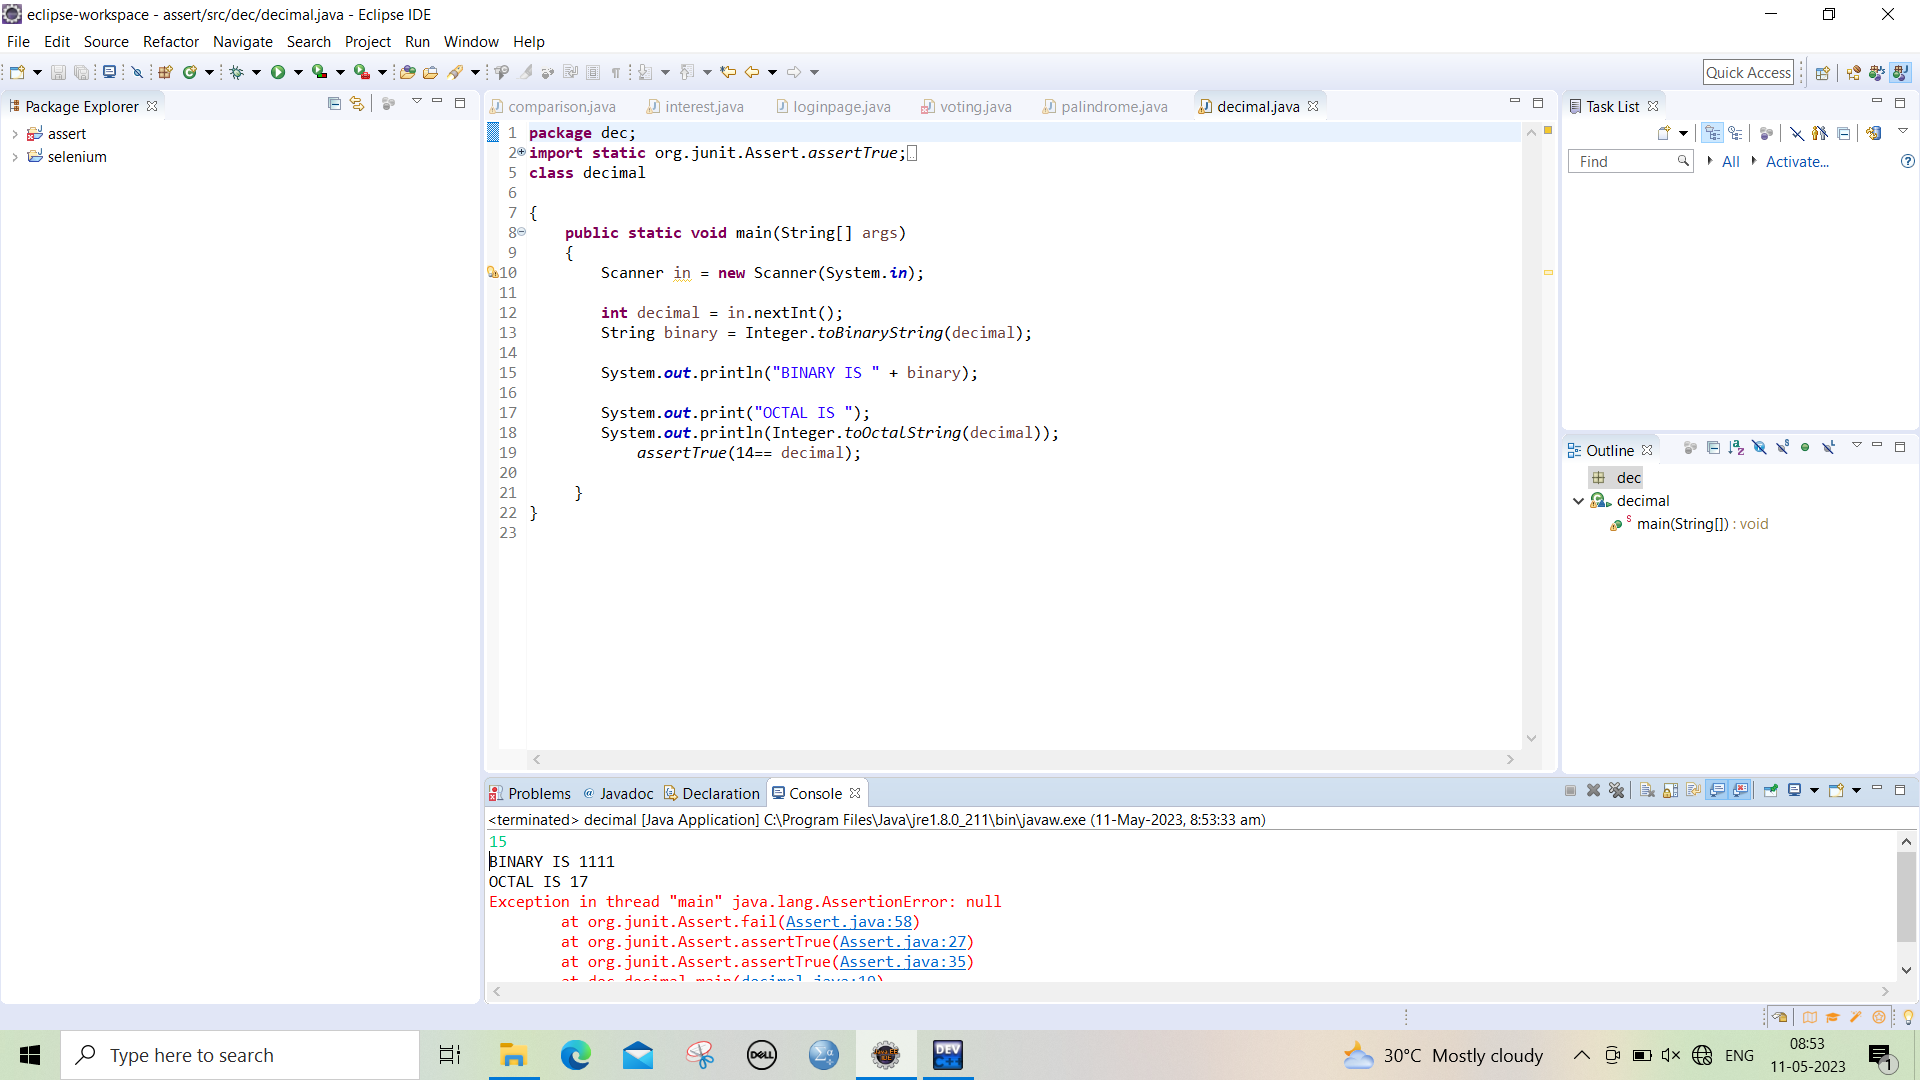 eclipse-workspace - assert/src/dec/decimal.java - Eclipse IDE
File Edit Source Refactor Navigate Search Project Run Window Help
Quick Access
Package Explorer
assert
selenium
comparison.java interest.java loginpage.java voting.java palindrome.java decimal.java
1 package dec;
2 import static org.junit.Assert.assertTrue;
5 class decimal
6
7 {
8     public static void main(String[] args)
9     {
10         Scanner in = new Scanner(System.in);
11
12         int decimal = in.nextInt();
13         String binary = Integer.toBinaryString(decimal);
14
15         System.out.println("BINARY IS " + binary);
16
17         System.out.print("OCTAL IS ");
18         System.out.println(Integer.toOctalString(decimal));
19             assertTrue(14== decimal);
20
21      }
22 }
23
Task List
Find All Activate...
Outline
dec
decimal
main(String[]) : void
Problems Javadoc Declaration Console
<terminated> decimal [Java Application] C:\Program Files\Java\jre1.8.0_211\bin\javaw.exe (11-May-2023, 8:53:33 am)
15
BINARY IS 1111
OCTAL IS 17
Exception in thread "main" java.lang.AssertionError: null
at org.junit.Assert.fail(Assert.java:58)
at org.junit.Assert.assertTrue(Assert.java:27)
at org.junit.Assert.assertTrue(Assert.java:35)
at dec.decimal.main(decimal.java:19)
Type here to search
DELL
DEV C++
30°C Mostly cloudy
ENG
08:53
11-05-2023
1